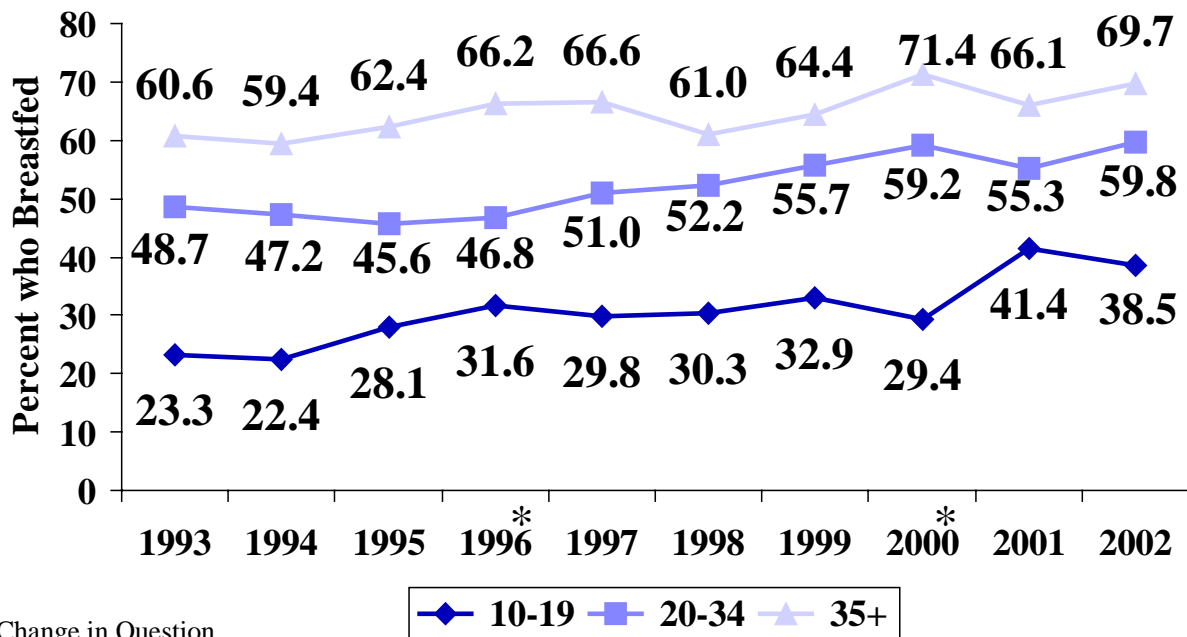 80
70
60
50
40
30
20
10
0
Percent who Breastfed
60.6 59.4 62.4 66.2 66.6 61.0 64.4 71.4 66.1 69.7
48.7 47.2 45.6 46.8 51.0 52.2 55.7 59.2 55.3 59.8
23.3 22.4 28.1 31.6 29.8 30.3 32.9 29.4 41.4 38.5
1993 1994 1995 1996* 1997 1998 1999 2000* 2001 2002
10-19 20-34 35+
Change in Question